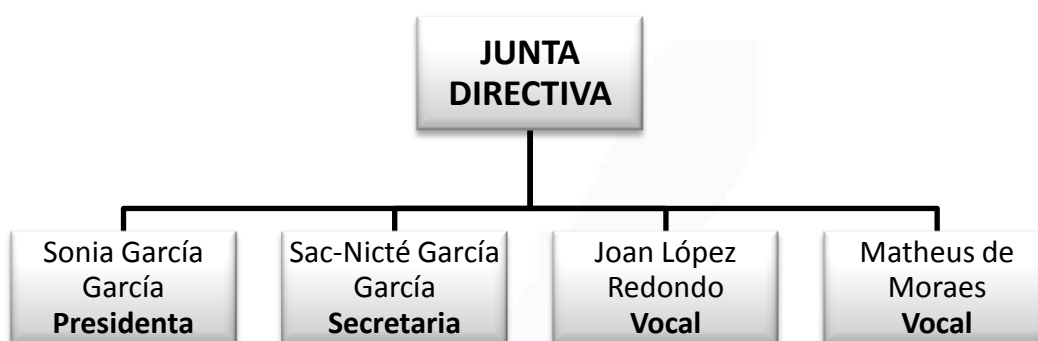 JUNTA
DIRECTIVA
Sonia García
García
Presidenta
Sac-Nicté García
García
Secretaria
Joan López
Redondo
Vocal
Matheus de
Moraes
Vocal